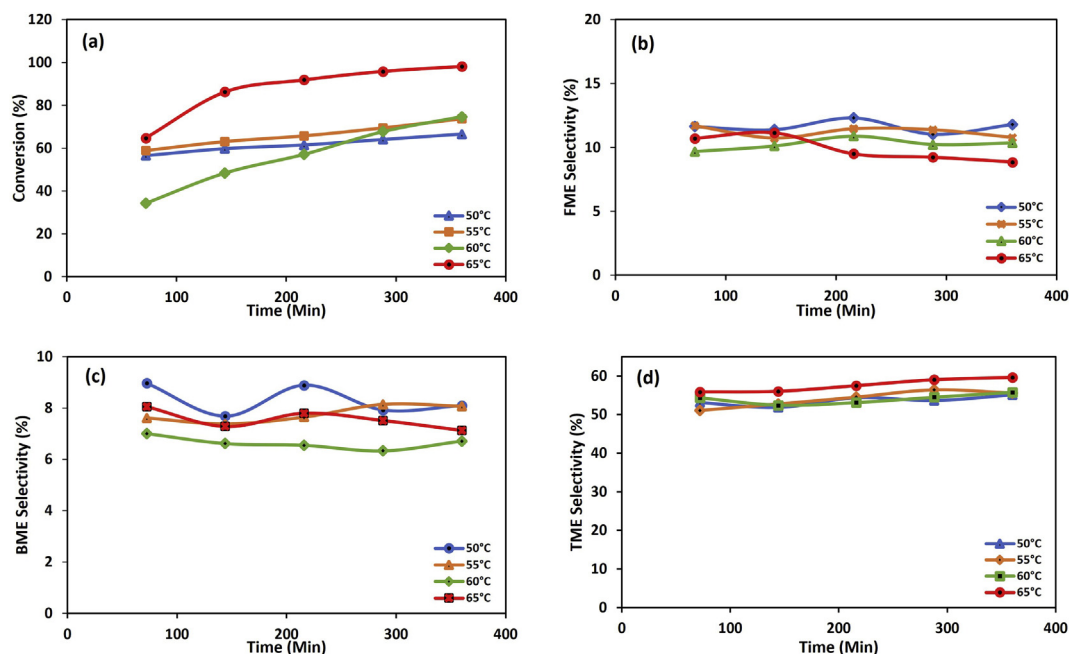 (a)
Conversion (%)
120
100
80
60
40
20
0
0 100 200 300 400
Time (Min)
50°C
55°C
60°C
65°C
(b)
FME Selectivity (%)
20
15
10
5
0
0 100 200 300 400
Time (Min)
50°C
55°C
60°C
65°C
(c)
BME Selectivity (%)
10
8
6
4
2
0
0 100 200 300 400
Time (Min)
50°C
55°C
60°C
65°C
(d)
TME Selectivity (%)
60
50
40
30
20
10
0
0 100 200 300 400
Time (Min)
50°C
55°C
60°C
65°C